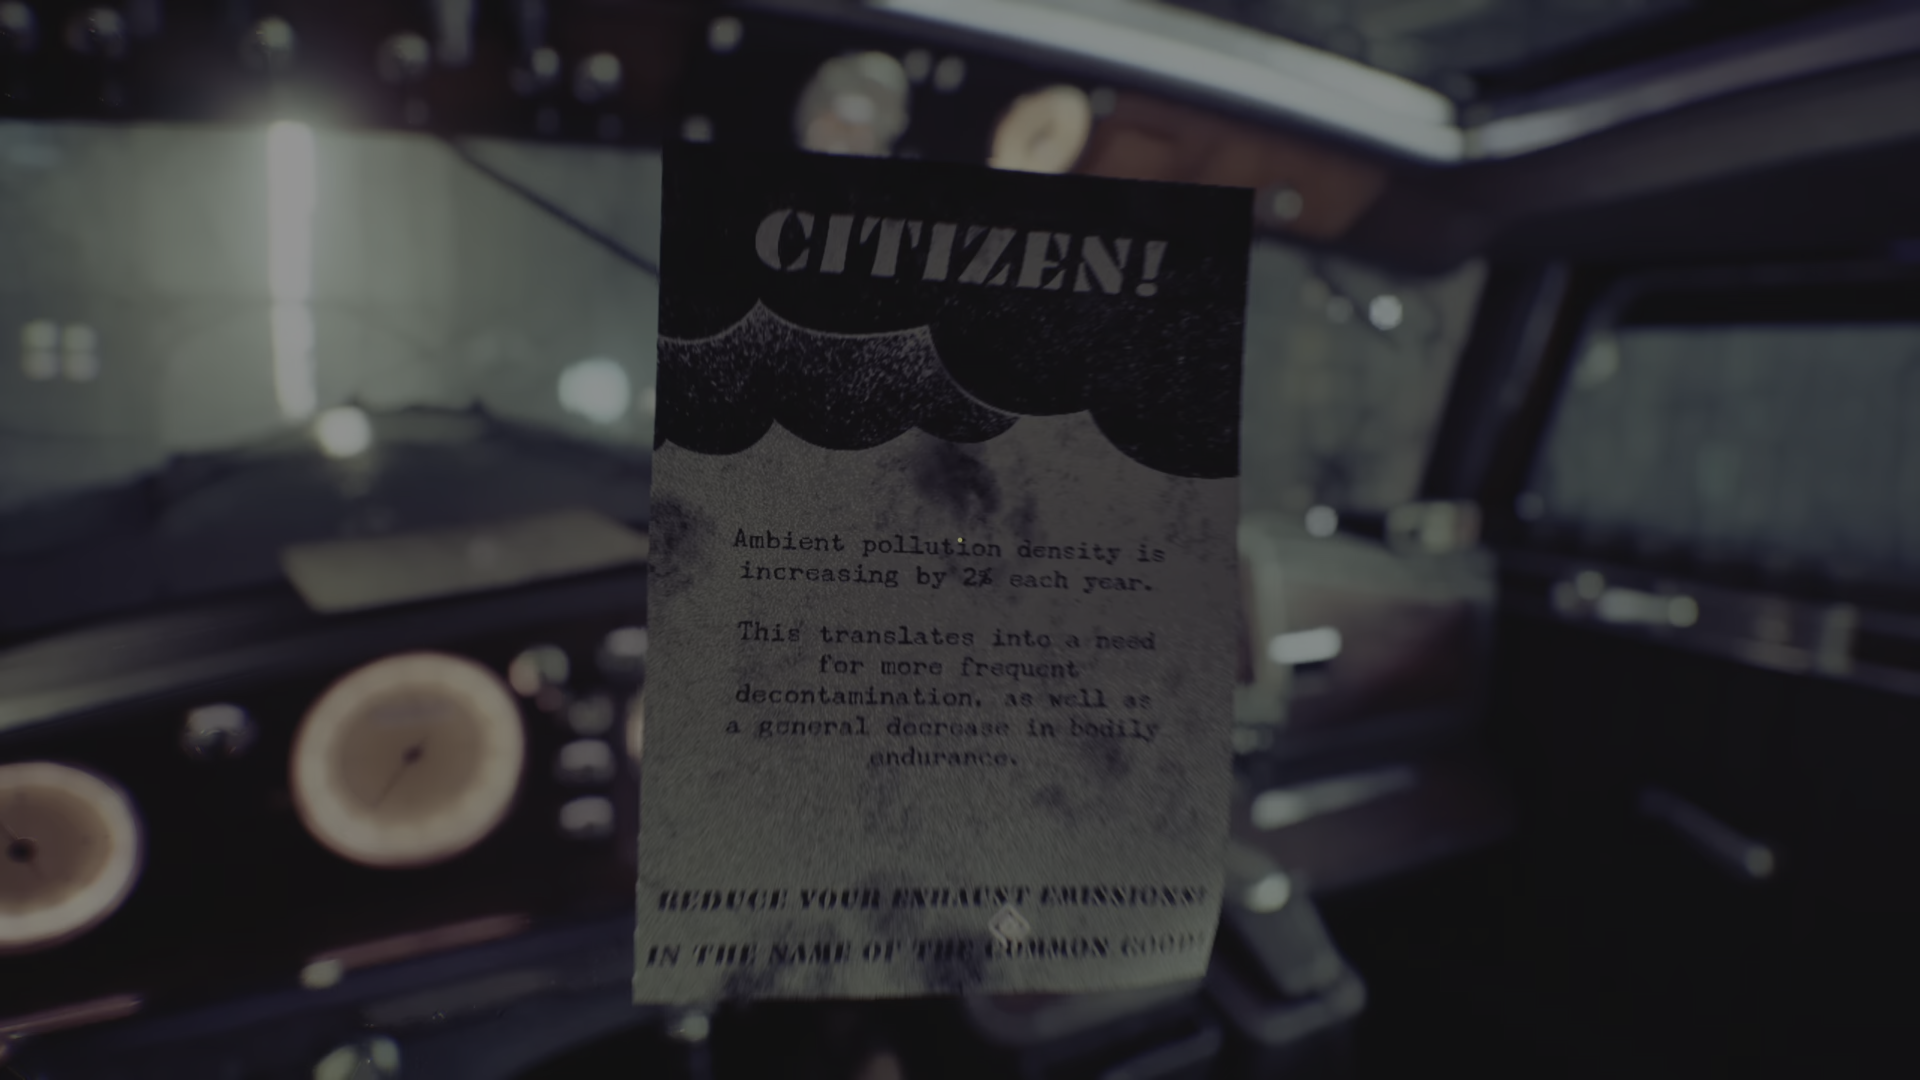 CITIZEN!
Ambient pollution density is
increasing by 2% each year.
This translates into a need
for more frequent
decontamination, as well as
a general decrease in bodily
endurance.
REDUCE YOUR EXHAUST EMISSIONS!
IN THE NAME OF THE COMMON GOOD!